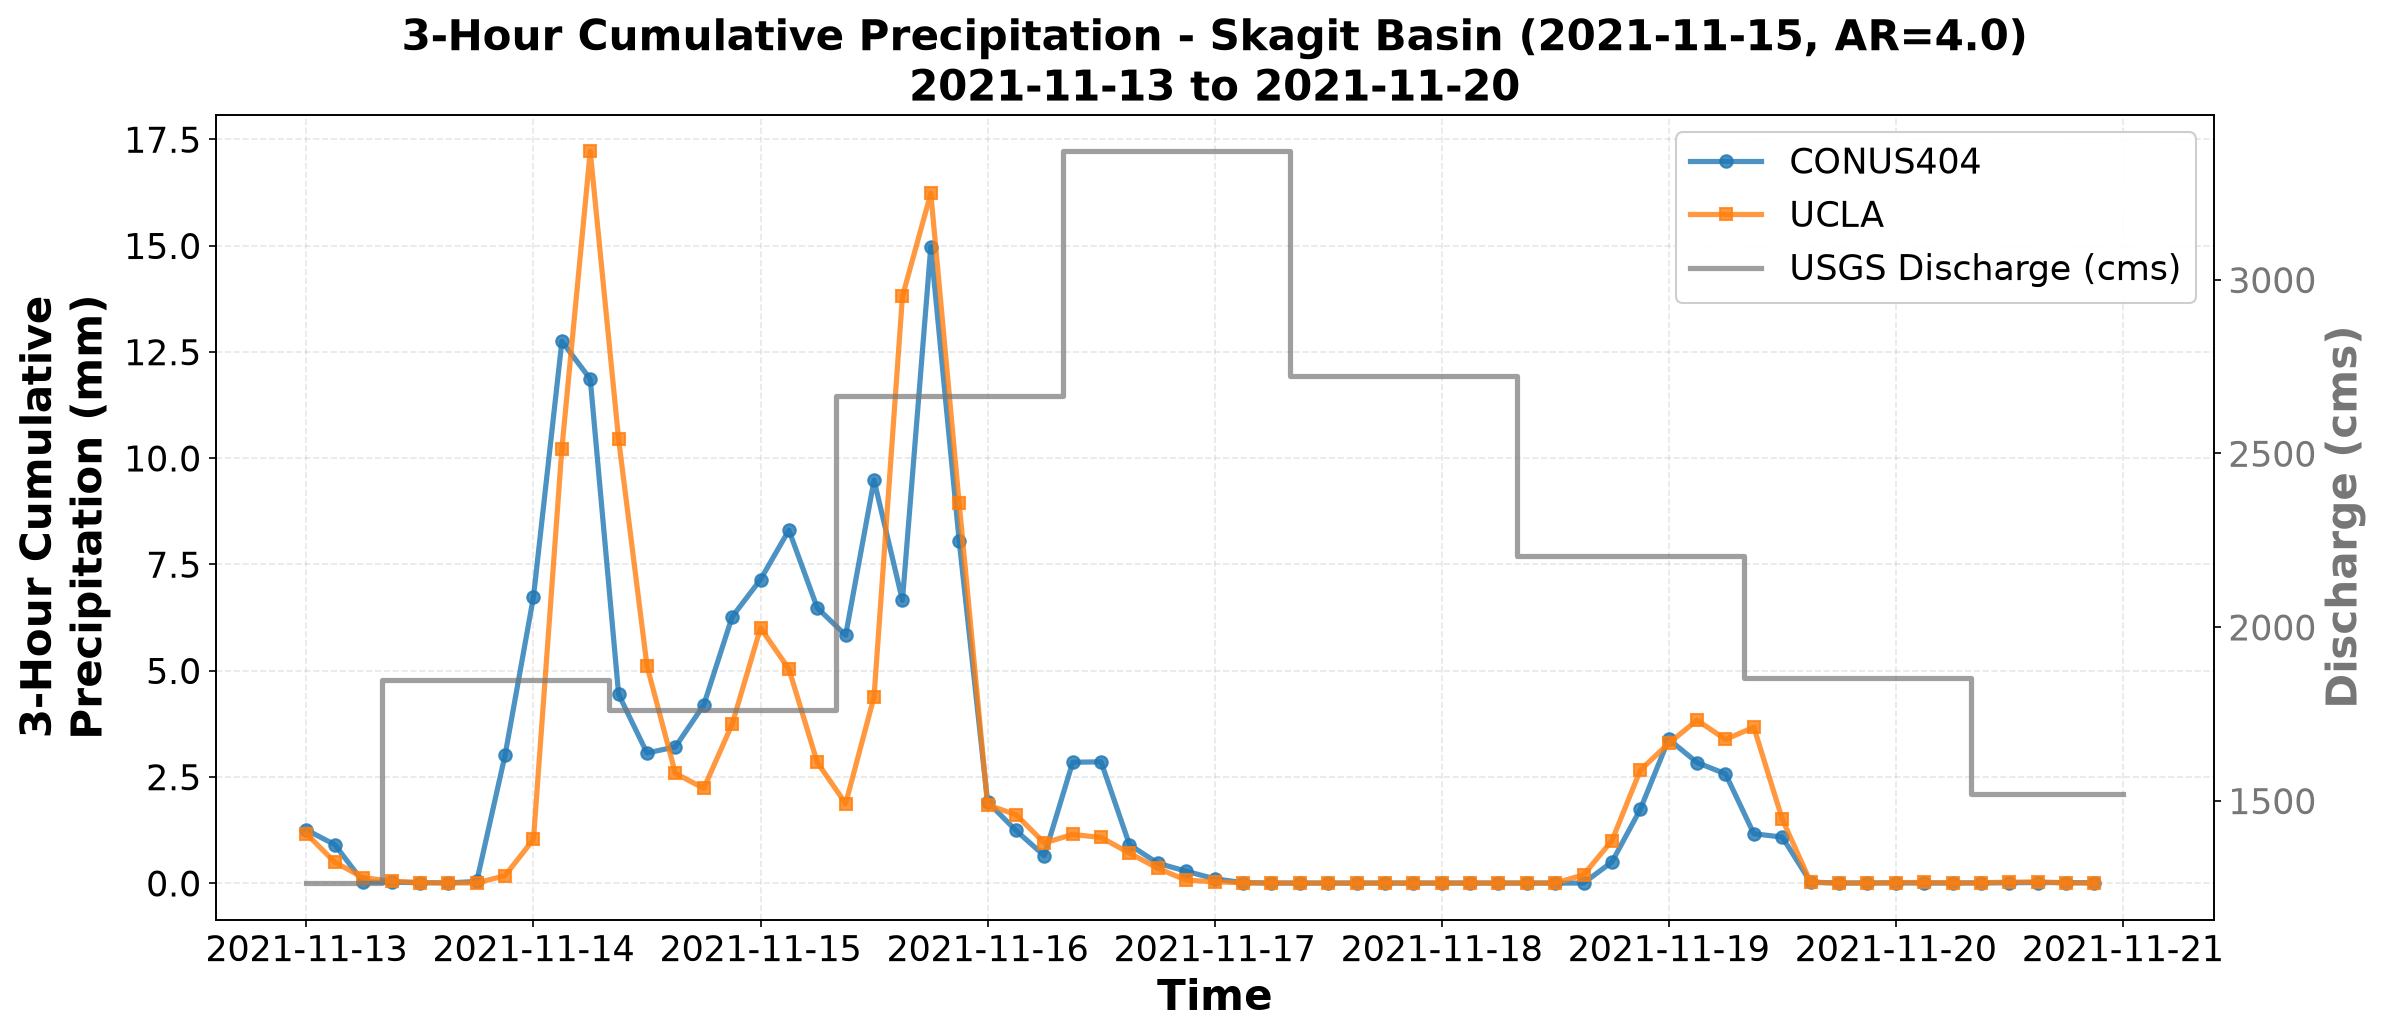 3-Hour Cumulative Precipitation - Skagit Basin (2021-11-15, AR=4.0)
2021-11-13 to 2021-11-20
3-Hour Cumulative
Precipitation (mm)
17.5
15.0
12.5
10.0
7.5
5.0
2.5
0.0
CONUS404
UCLA
USGS Discharge (cms)
3000
2500
2000
1500
Discharge (cms)
2021-11-13
2021-11-14
2021-11-15
2021-11-16
2021-11-17
2021-11-18
2021-11-19
2021-11-20
2021-11-21
Time